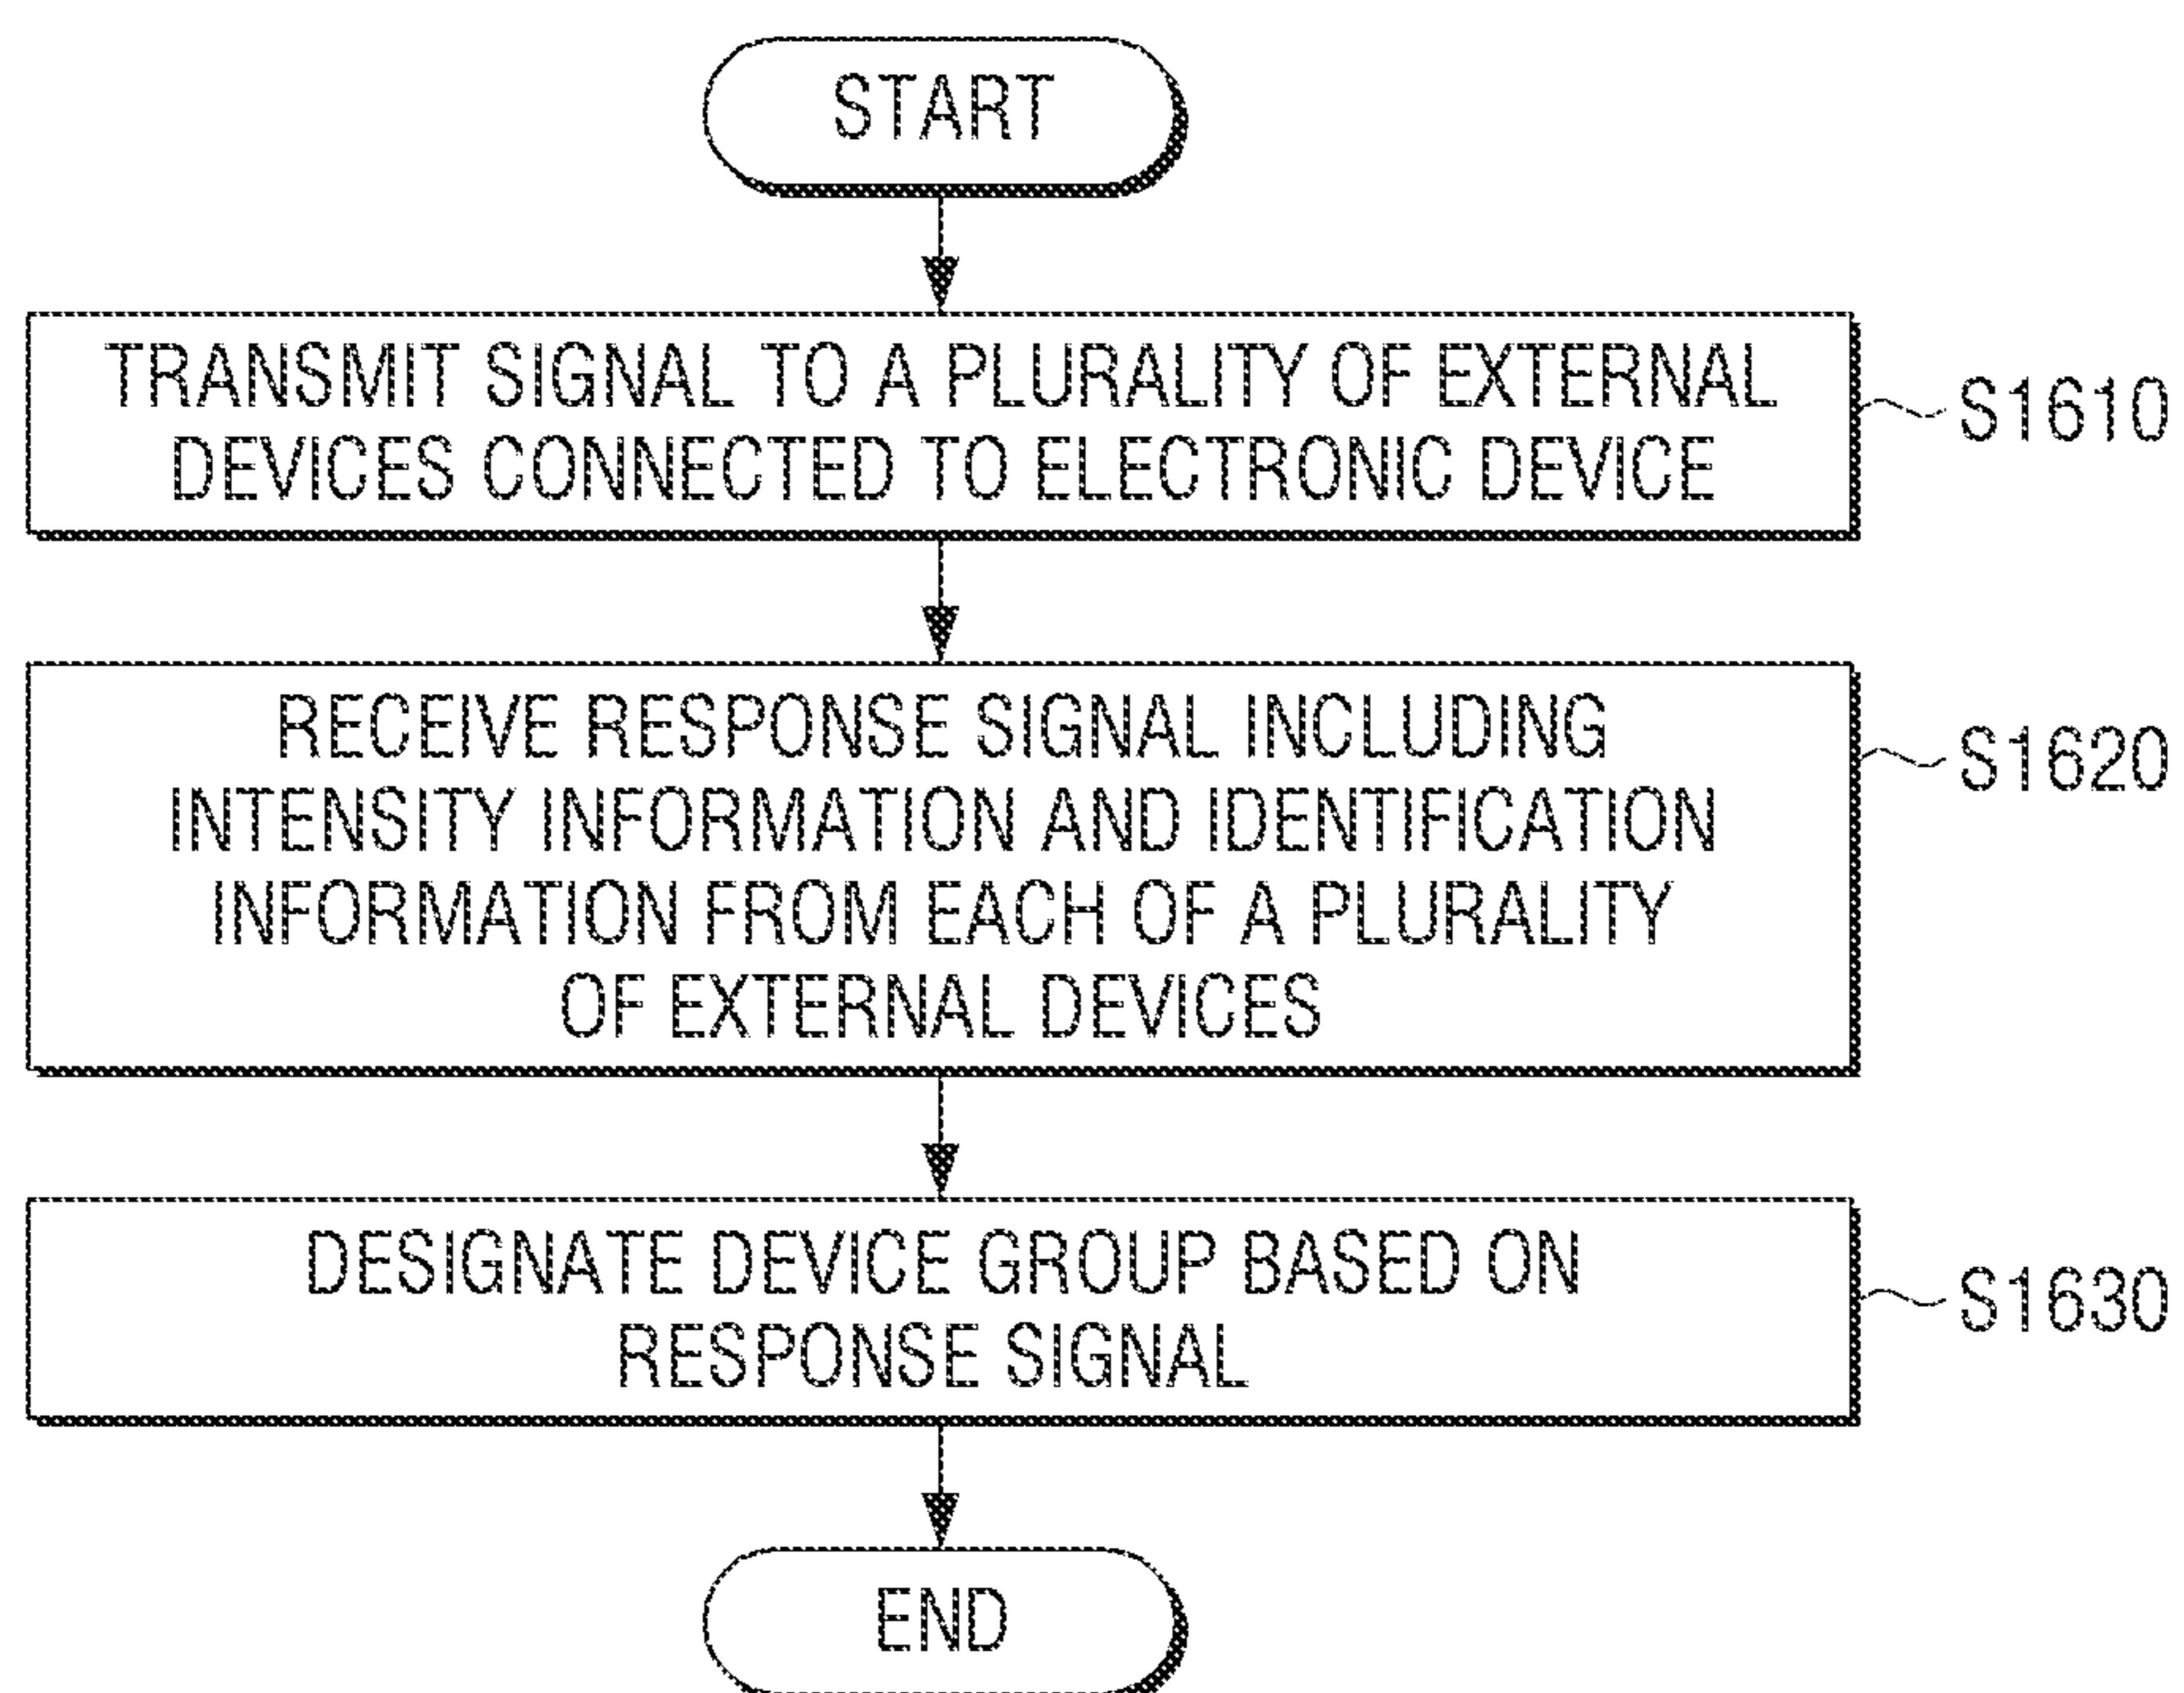 START
TRANSMIT SIGNAL TO A PLURALITY OF EXTERNAL
DEVICES CONNECTED TO ELECTRONIC DEVICE
S1610
RECEIVE RESPONSE SIGNAL INCLUDING
INTENSITY INFORMATION AND IDENTIFICATION
INFORMATION FROM EACH OF A PLURALITY
OF EXTERNAL DEVICES
S1620
DESIGNATE DEVICE GROUP BASED ON
RESPONSE SIGNAL
S1630
END